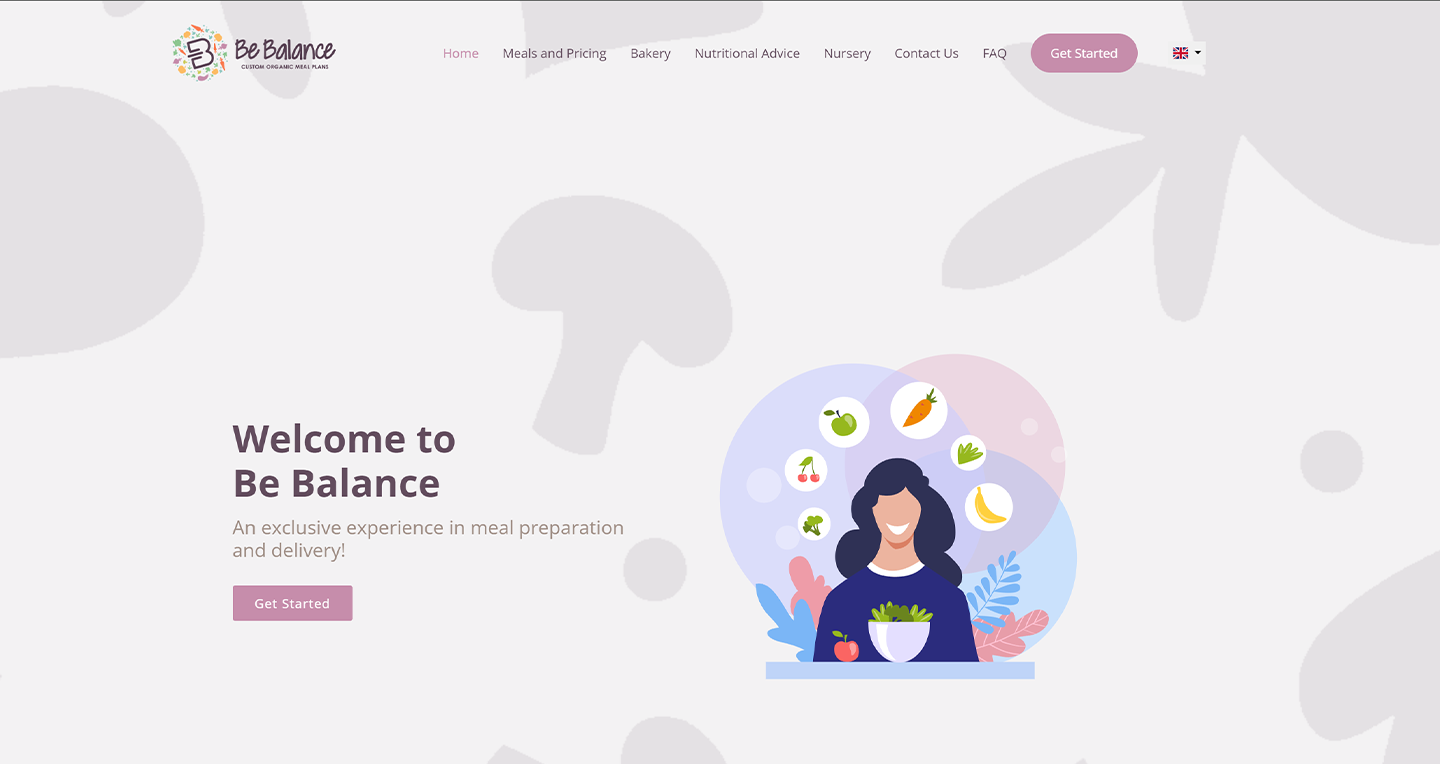 Be Balance
CUSTOM ORGANIC MEAL PLANS
Home Meals and Pricing Bakery Nutritional Advice Nursery Contact Us FAQ Get Started
Welcome to
Be Balance
An exclusive experience in meal preparation
and delivery!
Get Started